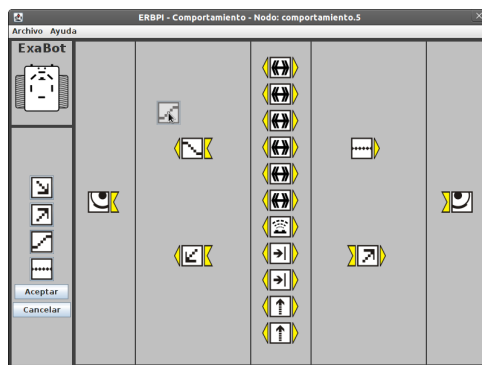 ERBPI - Comportamiento - Nodo: comportamiento.5
Archivo Ayuda
ExaBot
Aceptar
Cancelar